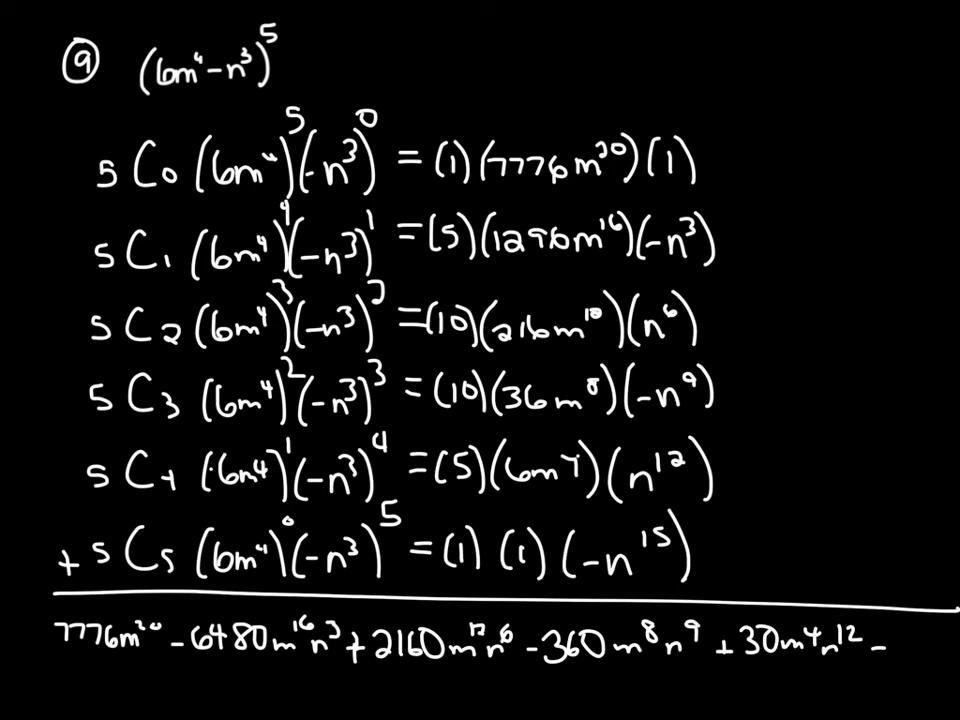 ⑨ (6m⁴-n³)⁵
5C₀(6m⁴)⁵(-n³)⁰=(1)(7776m²⁰)(1)
5C₁(6m⁴)⁴(-n³)¹=(5)(1296m¹⁶)(-n³)
5C₂(6m⁴)³(-n³)²=(10)(216m¹⁰)(n⁶)
5C₃(6m⁴)²(-n³)³=(10)(36m⁸)(-n⁹)
5C₄(6m⁴)¹(-n³)⁴=(5)(6m⁴)(n¹²)
+5C₅(6m⁴)⁰(-n³)⁵=(1)(1)(-n¹⁵)
7776m²⁰-6480m¹⁶n³+2160m¹²n⁶-360m⁸n⁹+30m⁴n¹²-